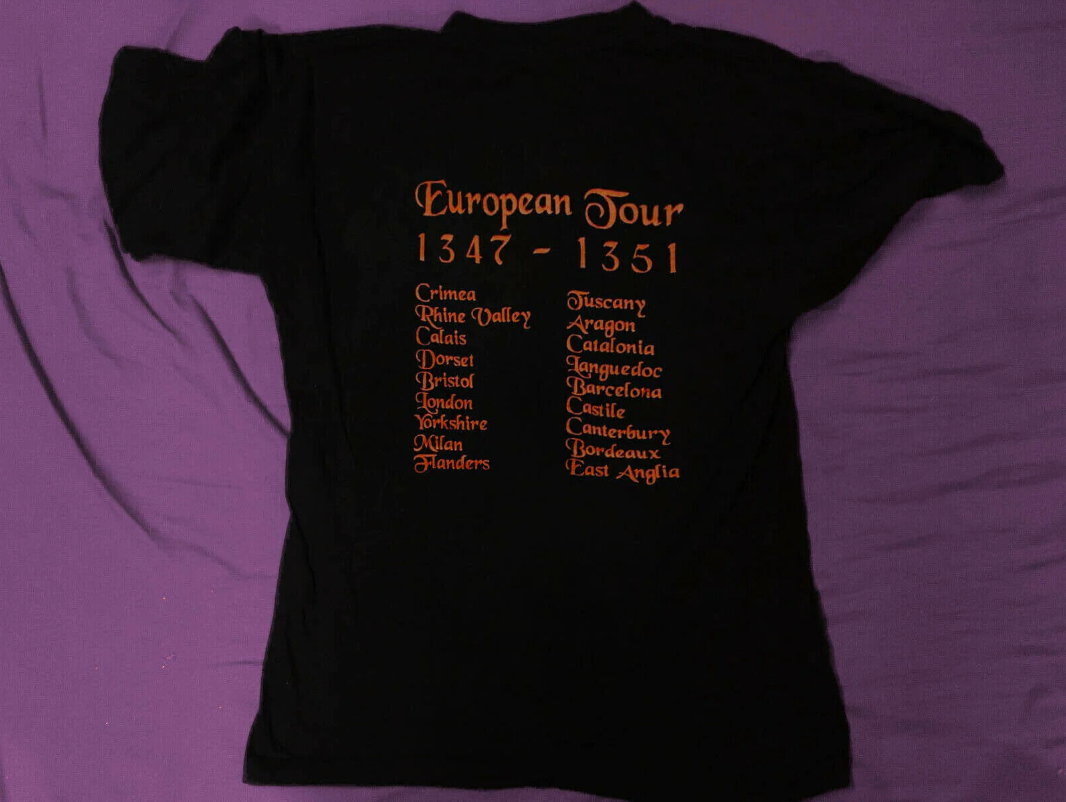 European Tour
1347 - 1351
Crimea
Rhine Valley
Calais
Dorset
Bristol
London
Yorkshire
Milan
Flanders
Tuscany
Aragon
Catalonia
Languedoc
Barcelona
Castile
Canterbury
Bordeaux
East Anglia